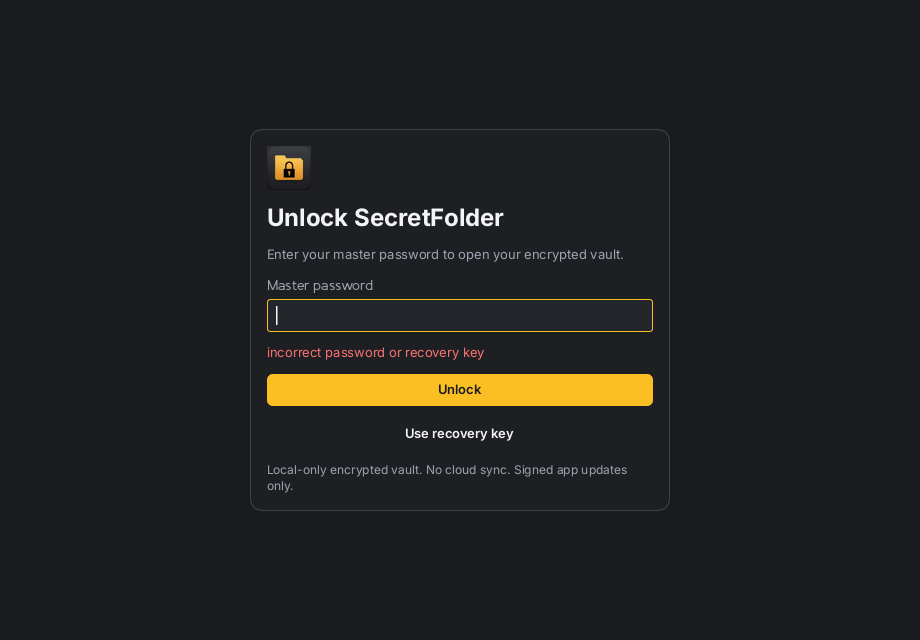 Unlock SecretFolder
Enter your master password to open your encrypted vault.
Master password
incorrect password or recovery key
Unlock
Use recovery key
Local-only encrypted vault. No cloud sync. Signed app updates
only.